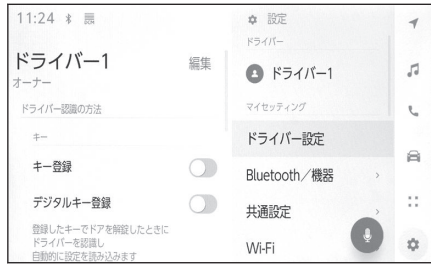 11:24
ドライバー1
編集
オーナー
ドライバー認識の方法
キー
キー登録
デジタルキー登録
登録したキーでドアを解錠したときに
ドライバーを認識し
自動的に設定を読み込みます
設定
ドライバー
ドライバー1
マイセッティング
ドライバー設定
Bluetooth／機器
共通設定
Wi-Fi